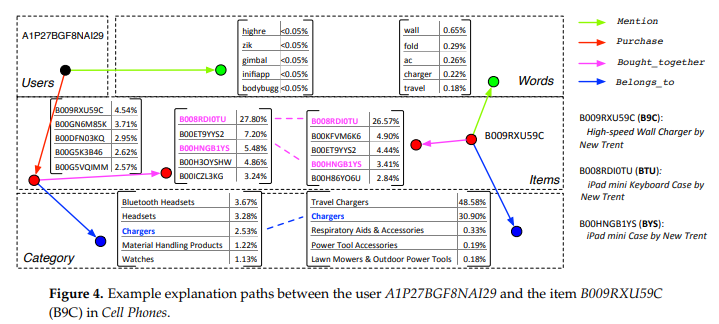 A1P27BGF8NAI29
Users
highre <0.05%
zik <0.05%
gimbal <0.05%
inifiapp <0.05%
bodybugg <0.05%
wall 0.65%
fold 0.29%
ac 0.26%
charger 0.22%
travel 0.18%
Words
Mention
Purchase
Bought_together
Belongs_to
B009RXU59C 4.54%
B00GN6M85K 3.71%
B00DFN03KQ 2.95%
B00G5K3B46 2.62%
B00G5VQIMM 2.57%
B008RDI0TU 27.80%
B00ET9YYS2 7.20%
B00HNGB1YS 5.48%
B00H3OYSHW 4.86%
B00ICZL3KG 3.24%
B008RDI0TU 26.57%
B00KFVM6K6 4.90%
B00ET9YYS2 4.44%
B00HNGB1YS 3.41%
B00H86YO6U 2.84%
B009RXU59C
Items
B009RXU59C (B9C):
High-speed Wall Charger by
New Trent
B008RDI0TU (BTU):
iPad mini Keyboard Case by
New Trent
B00HNGB1YS (BYS):
iPad mini Case by New Trent
Category
Bluetooth Headsets 3.67%
Headsets 3.28%
Chargers 2.53%
Material Handling Products 1.22%
Watches 1.13%
Travel Chargers 48.58%
Chargers 30.90%
Respiratory Aids & Accessories 0.33%
Power Tool Accessories 0.19%
Lawn Mowers & Outdoor Power Tools 0.18%
Figure 4. Example explanation paths between the user A1P27BGF8NAI29 and the item B009RXU59C
(B9C) in Cell Phones.